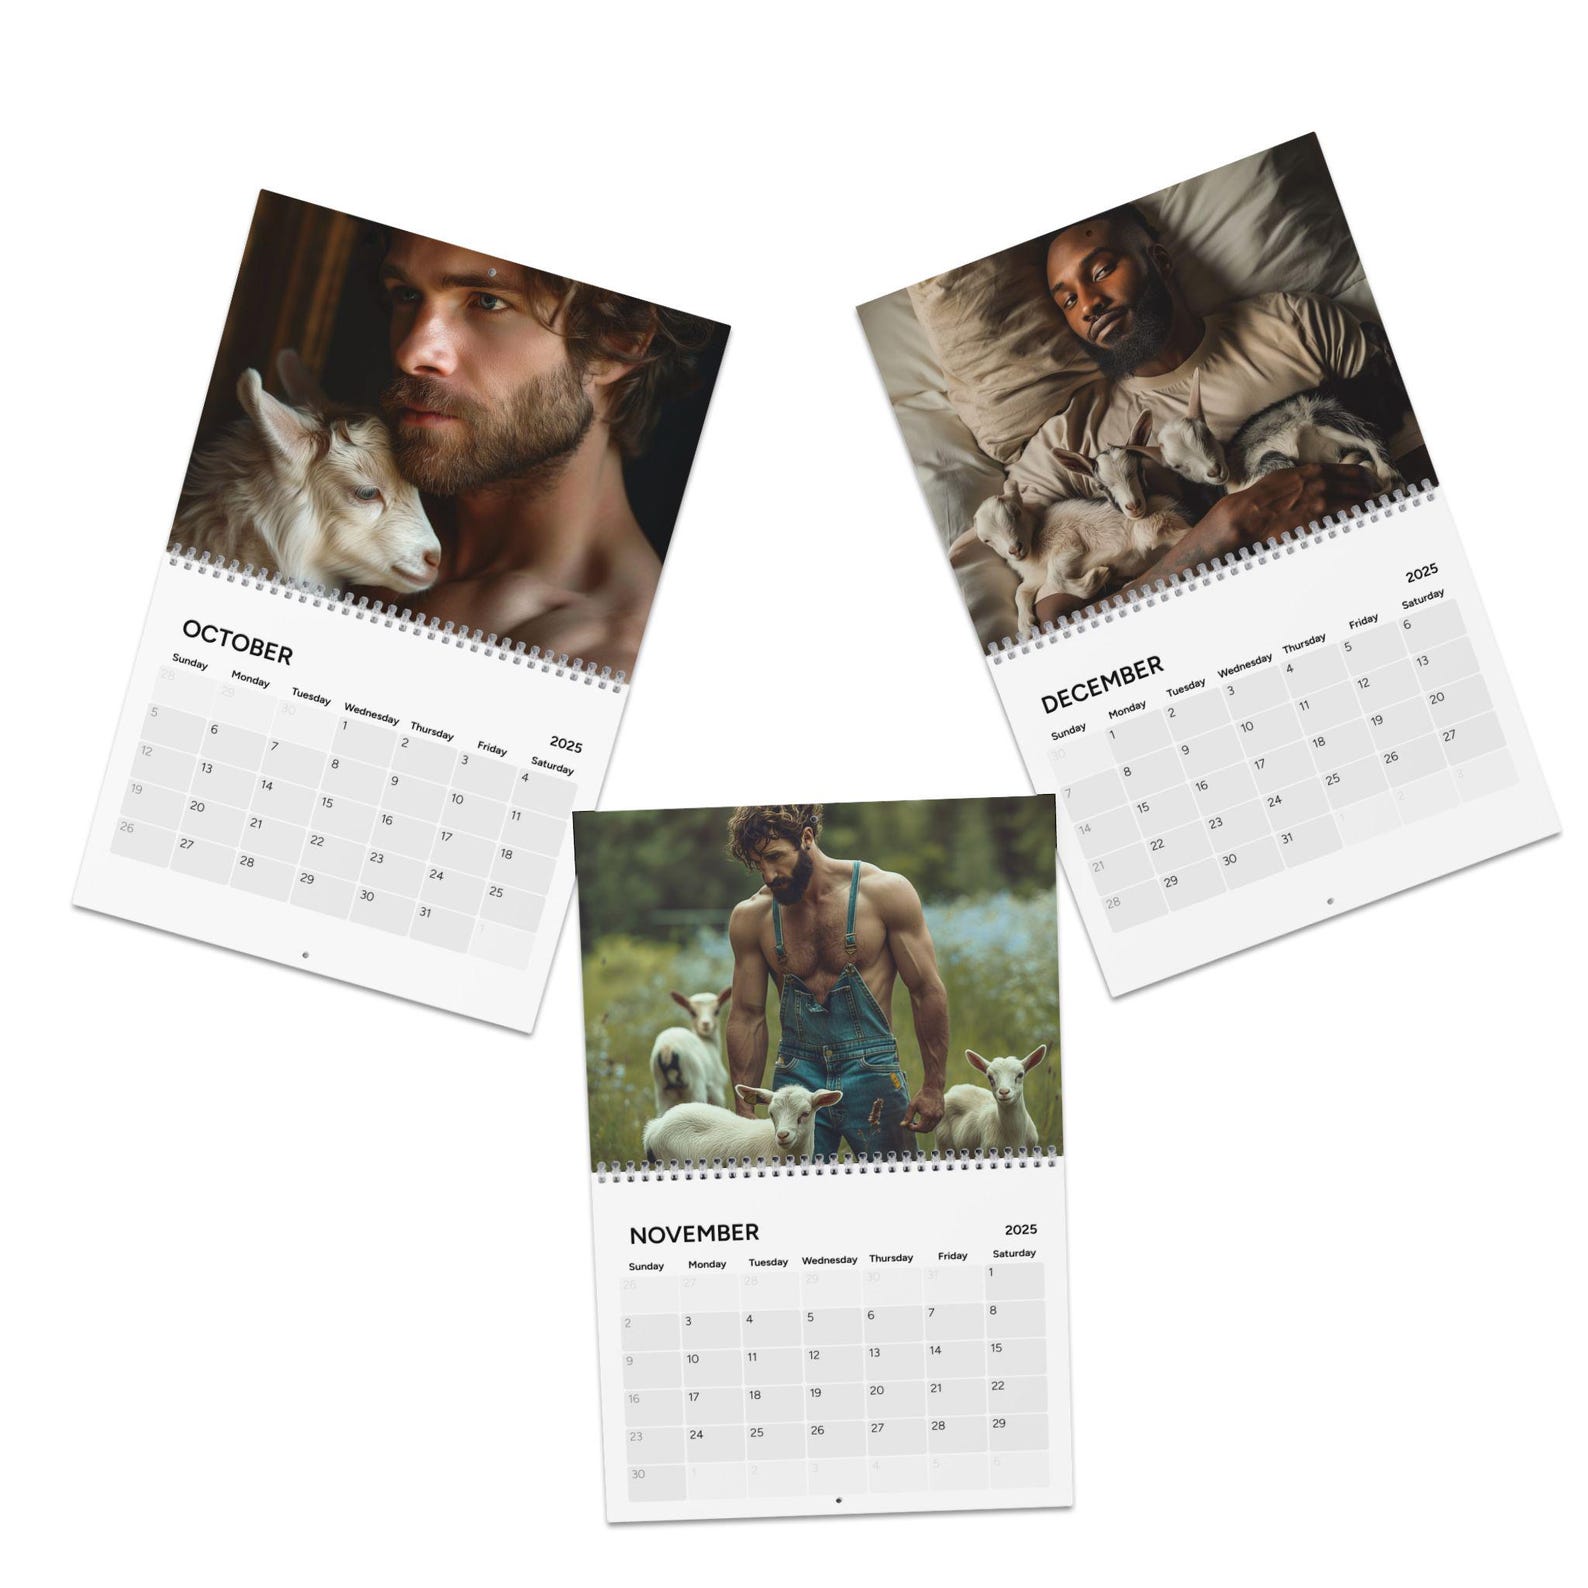 OCTOBER
2025
Sunday Monday Tuesday Wednesday Thursday Friday Saturday
28 29 30 1 2 3 4
5 6 7 8 9 10 11
12 13 14 15 16 17 18
19 20 21 22 23 24 25
26 27 28 29 30 31 1
DECEMBER
2025
Sunday Monday Tuesday Wednesday Thursday Friday Saturday
30 1 2 3 4 5 6
7 8 9 10 11 12 13
14 15 16 17 18 19 20
21 22 23 24 25 26 27
28 29 30 31 1 2 3
NOVEMBER
2025
Sunday Monday Tuesday Wednesday Thursday Friday Saturday
26 27 28 29 30 31 1
2 3 4 5 6 7 8
9 10 11 12 13 14 15
16 17 18 19 20 21 22
23 24 25 26 27 28 29
30 1 2 3 4 5 6